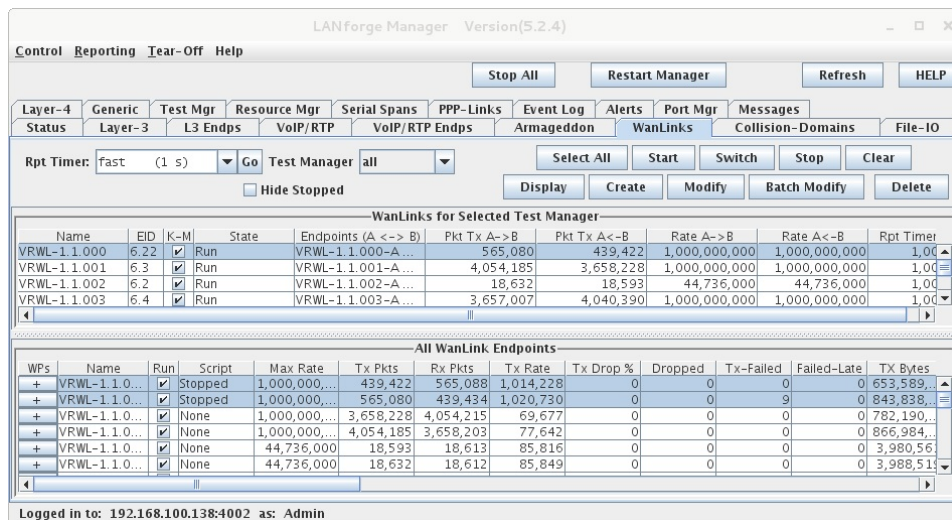 LANforge Manager Version(5.2.4)
Control Reporting Tear-Off Help
Stop All Restart Manager Refresh HELP
Layer-4 Generic Test Mgr Resource Mgr Serial Spans PPP-Links Event Log Alerts Port Mgr Messages
Status Layer-3 L3 Endps VoIP/RTP VoIP/RTP Endps Armageddon WanLinks Collision-Domains File-IO
Rpt Timer: fast (1 s) Go Test Manager all Select All Start Switch Stop Clear
Hide Stopped Display Create Modify Batch Modify Delete
WanLinks for Selected Test Manager
Name EID K-M State Endpoints (A <-> B) Pkt Tx A->B Pkt Tx A<-B Rate A->B Rate A<-B Rpt Timer
VRWL-1.1.000 6.22 Run VRWL-1.1.000-A ... 565,080 439,422 1,000,000,000 1,000,000,000 1,00
VRWL-1.1.001 6.3 Run VRWL-1.1.001-A ... 4,054,185 3,658,228 1,000,000,000 1,000,000,000 1,00
VRWL-1.1.002 6.2 Run VRWL-1.1.002-A ... 18,632 18,593 44,736,000 44,736,000 1,00
VRWL-1.1.003 6.4 Run VRWL-1.1.003-A ... 3,657,007 4,040,390 1,000,000,000 1,000,000,000 1,00
All WanLink Endpoints
WPs Name Run Script Max Rate Tx Pkts Rx Pkts Tx Rate Tx Drop % Dropped Tx-Failed Failed-Late TX Bytes
+ VRWL-1.1.0... Stopped 1,000,000,... 439,422 565,088 1,014,228 0 0 0 0 653,589,...
+ VRWL-1.1.0... Stopped 1,000,000,... 565,080 439,434 1,020,730 0 0 9 0 843,838,...
+ VRWL-1.1.0... None 1,000,000,... 3,658,228 4,054,215 69,677 0 0 0 0 782,190,...
+ VRWL-1.1.0... None 1,000,000,... 4,054,185 3,658,203 77,642 0 0 0 0 866,984,...
+ VRWL-1.1.0... None 44,736,000 18,593 18,613 85,816 0 0 0 0 3,980,56
+ VRWL-1.1.0... None 44,736,000 18,632 18,612 85,849 0 0 0 0 3,988,51
Logged in to: 192.168.100.138:4002 as: Admin